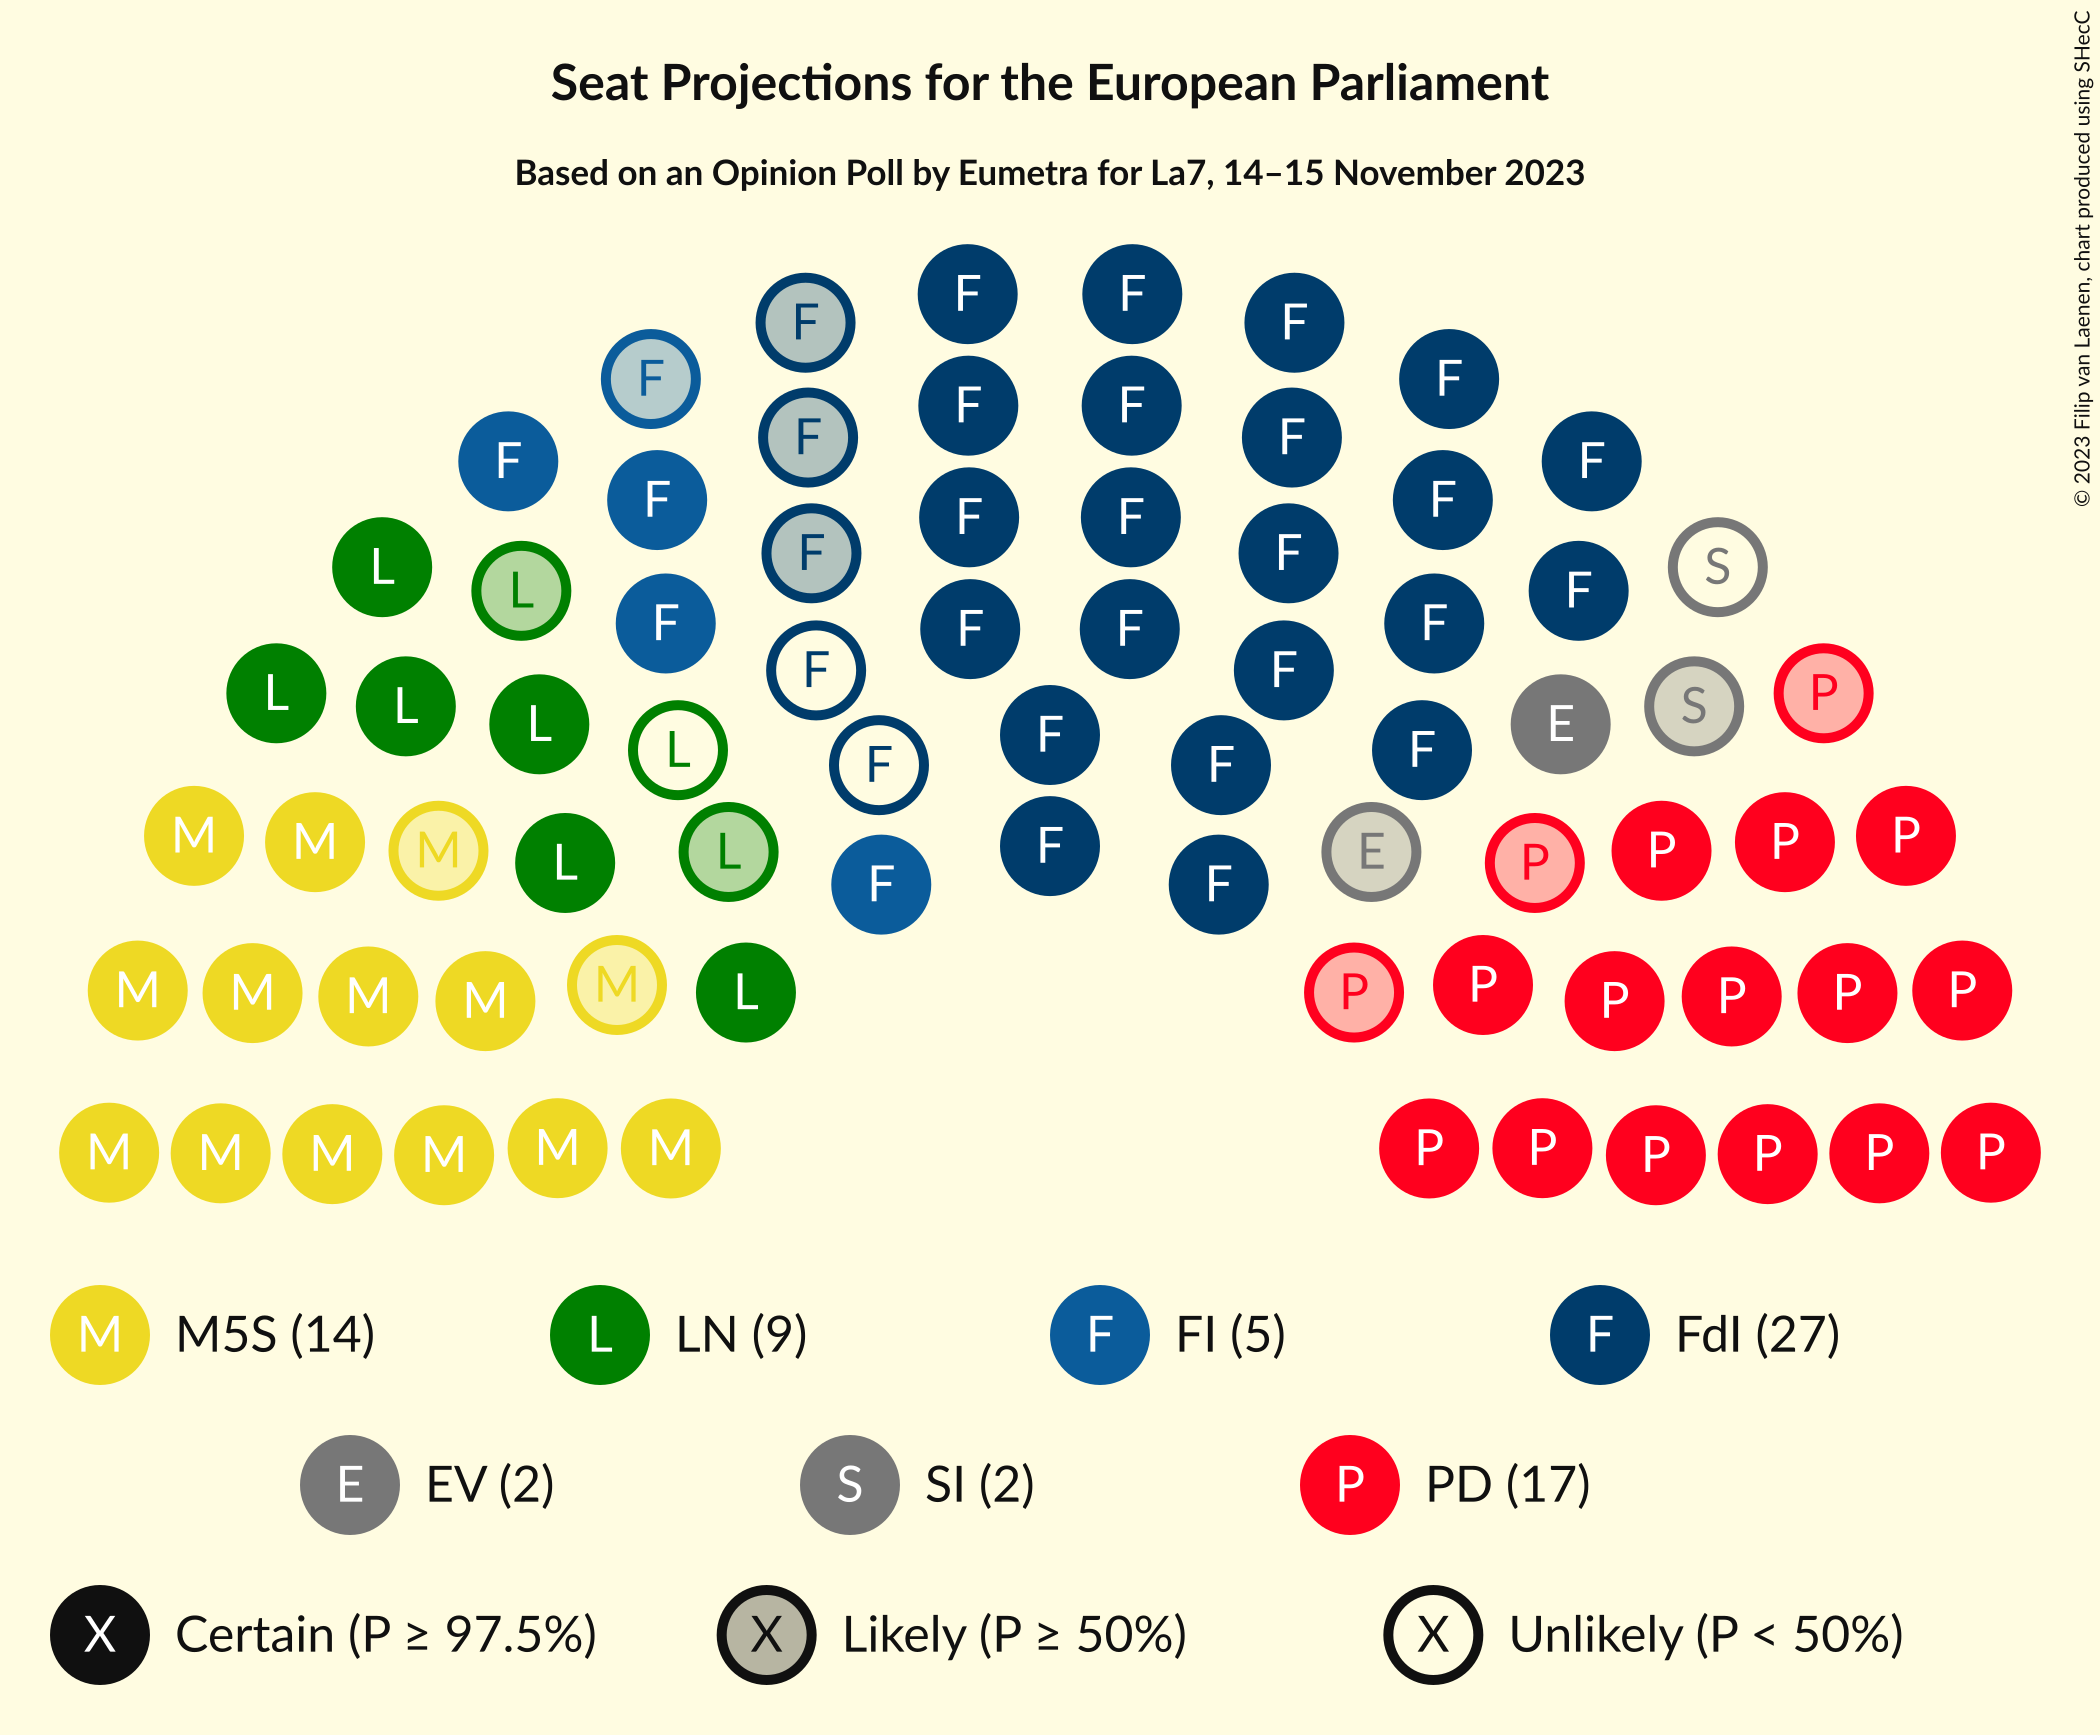 Seat Projections for the European Parliament
Based on an Opinion Poll by Eumetra for La7, 14–15 November 2023
© 2023 Filip van Laenen, chart produced using SHecC
F F F F
F F
F F F F
F F
F F F F
L F F S
L F F L
F F F F
L L L L F F F F F E S P
M M M L L F F F F E P P P P
M M M M M L P P P P P P
M M M M M M P P P P P P
M M5S (14) L LN (9) F FI (5) F FdI (27)
E EV (2) S SI (2) P PD (17)
X Certain (P ≥ 97.5%) X Likely (P ≥ 50%) X Unlikely (P < 50%)